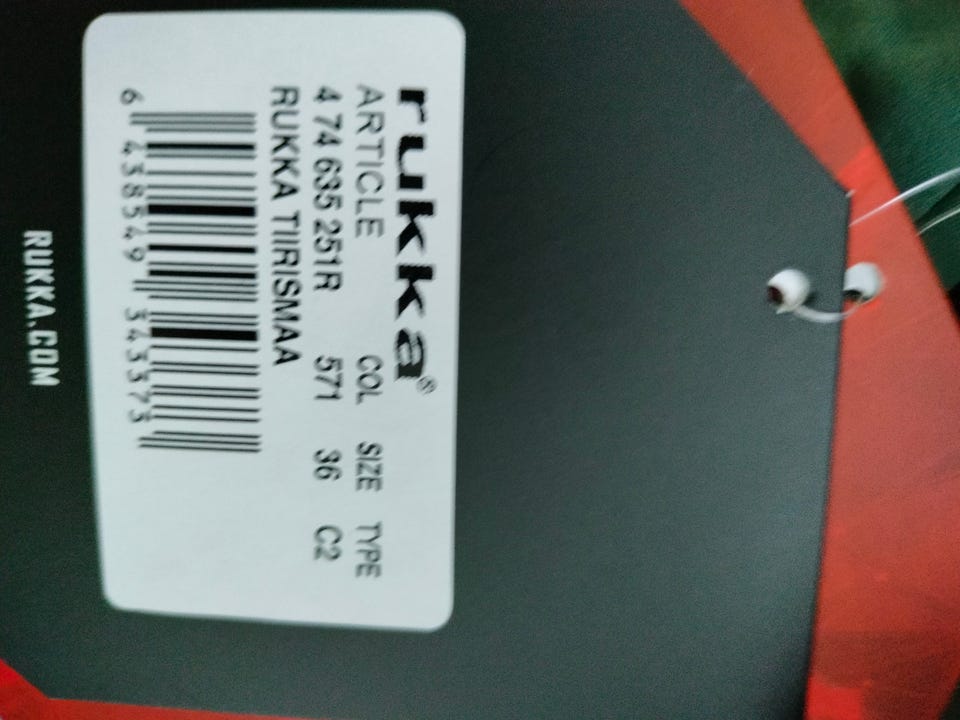 rukka®
ARTICLE COL SIZE TYPE
4 74 635 251R 571 36 C2
RUKKA TIIRISMAA
6 438549 343373
RUKKA.COM